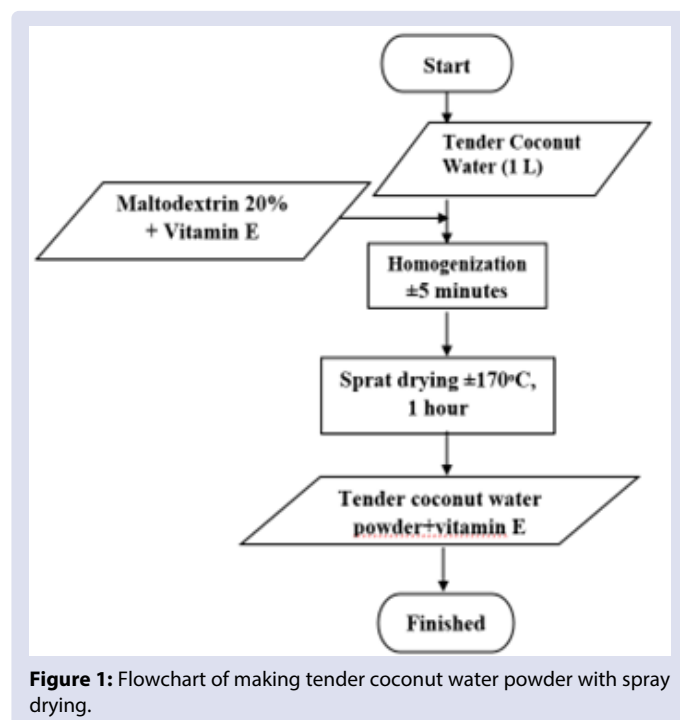 Start
Tender Coconut
Water (1 L)
Maltodextrin 20%
+ Vitamin E
Homogenization
±5 minutes
Sprat drying ±170°C,
1 hour
Tender coconut water
powder+vitamin E
Finished
Figure 1: Flowchart of making tender coconut water powder with spray
drying.